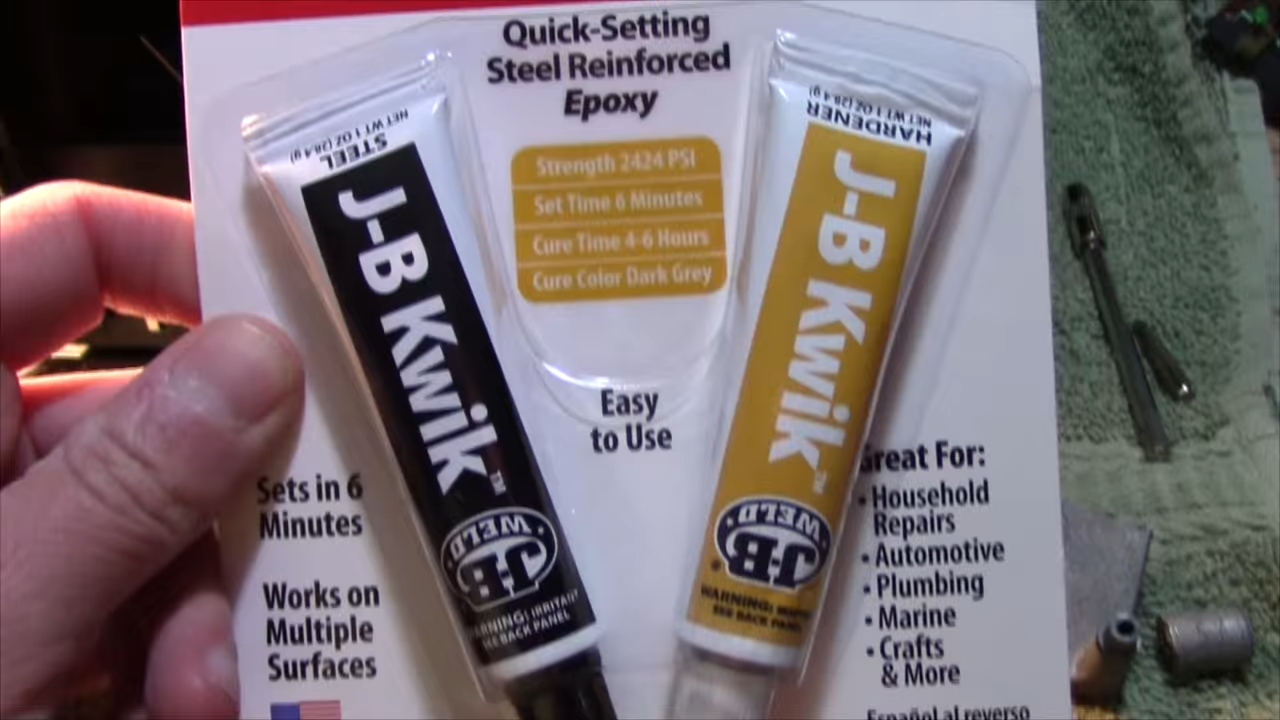 Quick-Setting
Steel Reinforced
Epoxy
Strength 2424 PSI
Set Time 6 Minutes
Cure Time 4-6 Hours
Cure Color Dark Grey
Easy
to Use
STEEL
NET WT 1 OZ (28.4 g)
J-B Kwik™
J-B
WELD
WARNING: IRRITANT
SEE BACK PANEL
HARDENER
NET WT 1 OZ (28.4 g)
J-B Kwik™
J-B
WELD
®
WARNING:
SEE BACK PANEL
Sets in 6
Minutes
Works on
Multiple
Surfaces
Great For:
• Household
Repairs
• Automotive
• Plumbing
• Marine
• Crafts
& More
Español al reverso